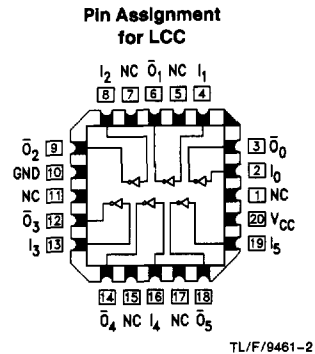 Pin Assignment
for LCC
I2 NC Ō1 NC I1
8 7 6 5 4
Ō2 9
GND 10
NC 11
Ō3 12
I3 13
3 Ō0
2 I0
1 NC
20 VCC
19 I5
14 15 16 17 18
Ō4 NC I4 NC Ō5
TL/F/9461–2